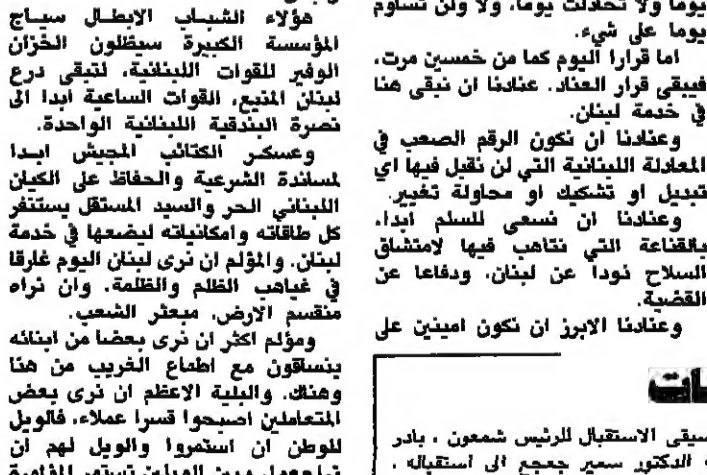 يوما ولا تخاذلت يوما، ولا ولن تساوم
يوما على شيء.
اما قرارا اليوم كما من خمسين مرت،
فيبقى قرار العناد. عنادنا ان نبقى هنا
في خدمة لبنان.
وعنادنا ان نكون الرقم الصعب في
المعادلة اللبنانية التي لن نقبل فيها اي
تبديل او تشكيك او محاولة تغيير.
وعنادنا ان نسعى للسلم ابدا،
بالقناعة التي نتاهب فيها لامتشاق
السلاح نودا عن لبنان، ودفاعا عن
القضية.
وعنادنا الابرز ان نكون امينين على
سيقى الاستقبال للرئيس شمعون ، بادر
الدكتور سمير جعجع الى استقباله ،
هؤلاء الشباب الابطال سياج
المؤسسة الكبيرة سيظلون الخزان
الوفير للقوات اللبنانية، لتبقى درع
لبنان المنيع، القوات الساعية ابدا الى
نصرة البندقية اللبنانية الواحدة.
وعسكر الكتائب المجيش ابدا
لمساندة الشرعية والحفاظ على الكيان
اللبناني الحر والسيد المستقل يستنفر
كل طاقاته وامكانياته ليضعها في خدمة
لبنان. والمؤلم ان نرى لبنان اليوم غارقا
في غياهب الظلم والظلمة، وان نراه
منقسم الارض، مبعثر الشعب.
ومؤلم اكثر ان نرى بعضا من ابنائه
ينساقون مع اطماع الغريب من هنا
وهناك. والبلية الاعظم ان نرى بعض
المتعاملين اصبحوا قسرا عملاء، فالويل
للوطن ان استمروا والويل لهم ان